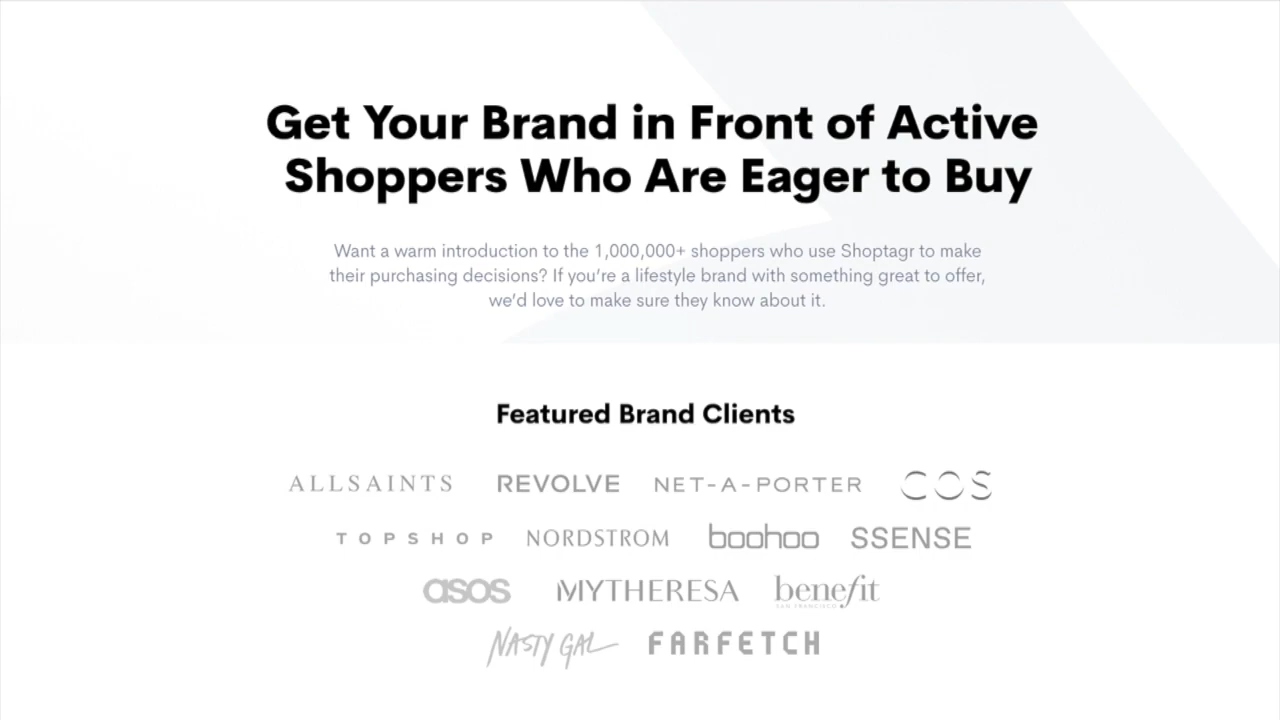 Get Your Brand in Front of Active
Shoppers Who Are Eager to Buy
Want a warm introduction to the 1,000,000+ shoppers who use Shoptagr to make
their purchasing decisions? If you’re a lifestyle brand with something great to offer,
we’d love to make sure they know about it.
Featured Brand Clients
ALLSAINTS REVOLVE NET-A-PORTER COS
TOPSHOP NORDSTROM boohoo SSENSE
asos MYTHERESA benefit
SAN FRANCISCO
NASTY GAL FARFETCH